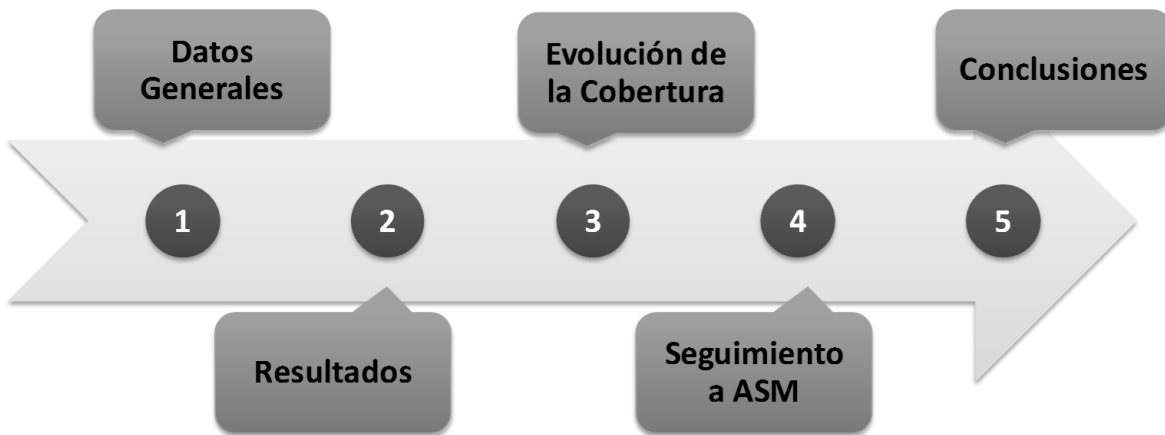 Datos
Generales
Evolución de
la Cobertura
Conclusiones
1
2
3
4
5
Resultados
Seguimiento
a ASM